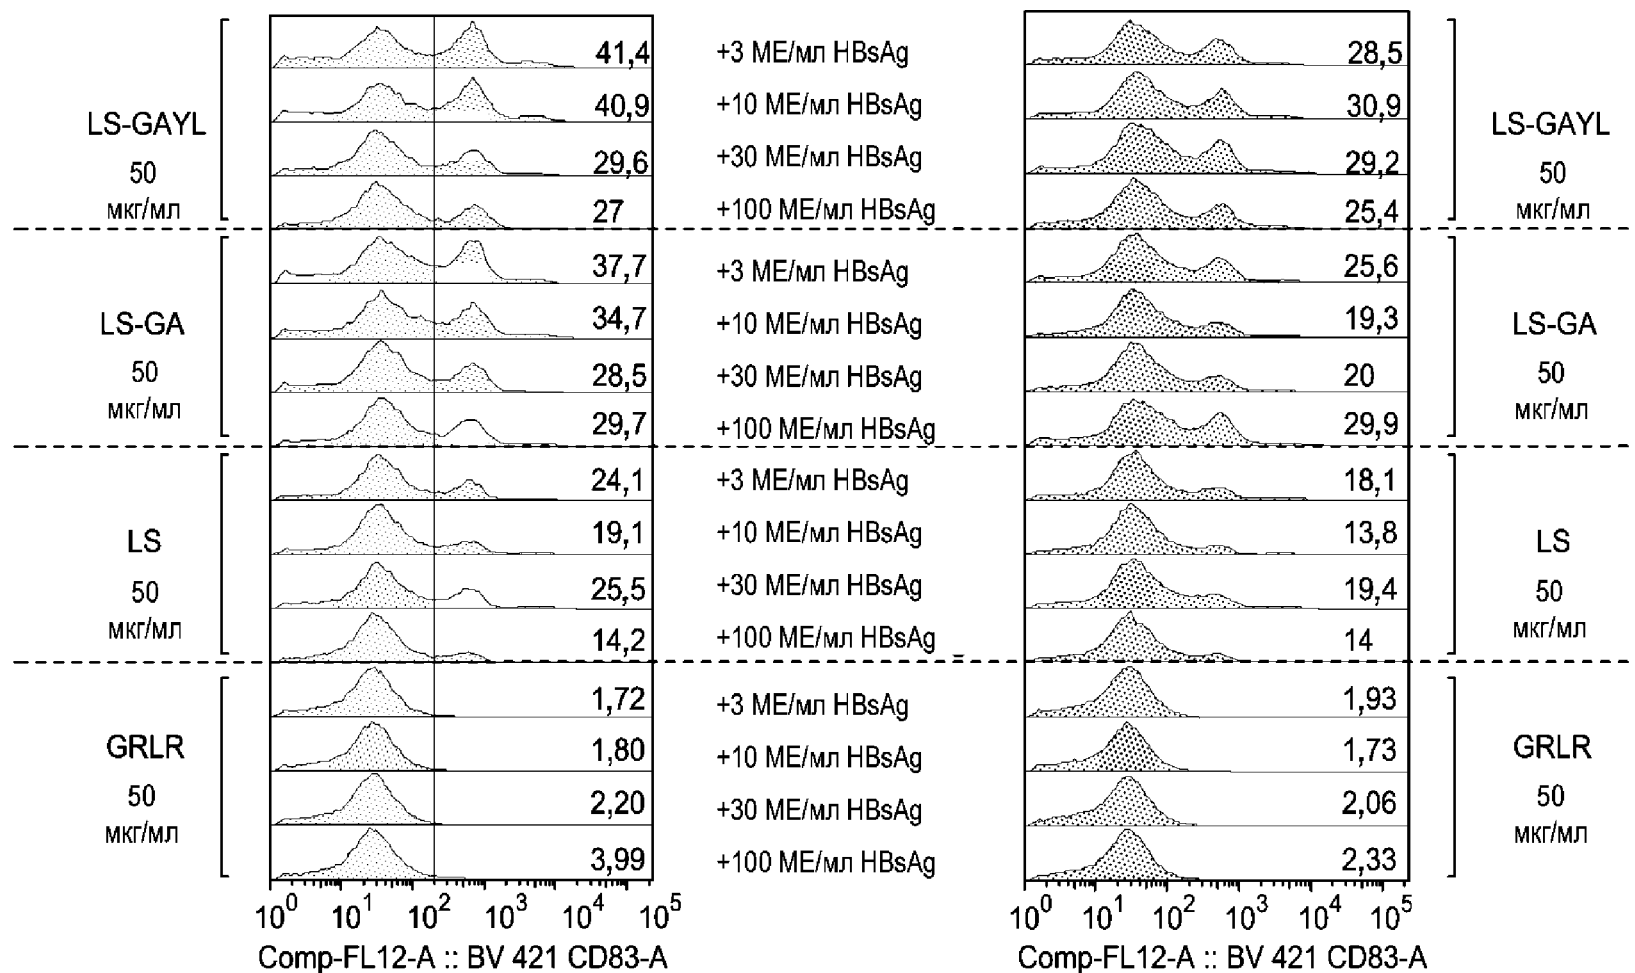 41,4 +3 МЕ/мл HBsAg 28,5
40,9 +10 МЕ/мл HBsAg 30,9
LS-GAYL LS-GAYL
29,6 +30 МЕ/мл HBsAg 29,2
50 50
мкг/мл 27 +100 МЕ/мл HBsAg 25,4 мкг/мл
37,7 +3 МЕ/мл HBsAg 25,6
LS-GA 34,7 +10 МЕ/мл HBsAg 19,3 LS-GA
50 28,5 +30 МЕ/мл HBsAg 20 50
мкг/мл мкг/мл
29,7 +100 МЕ/мл HBsAg 29,9
24,1 +3 МЕ/мл HBsAg 18,1
LS 19,1 +10 МЕ/мл HBsAg 13,8 LS
50 25,5 +30 МЕ/мл HBsAg 19,4 50
мкг/мл 14,2 +100 МЕ/мл HBsAg 14 мкг/мл
1,72 +3 МЕ/мл HBsAg 1,93
GRLR 1,80 +10 МЕ/мл HBsAg 1,73 GRLR
50 2,20 +30 МЕ/мл HBsAg 2,06 50
мкг/мл мкг/мл
3,99 +100 МЕ/мл HBsAg 2,33
10⁰ 10¹ 10² 10³ 10⁴ 10⁵ 10⁰ 10¹ 10² 10³ 10⁴ 10⁵
Comp-FL12-A :: BV 421 CD83-A Comp-FL12-A :: BV 421 CD83-A